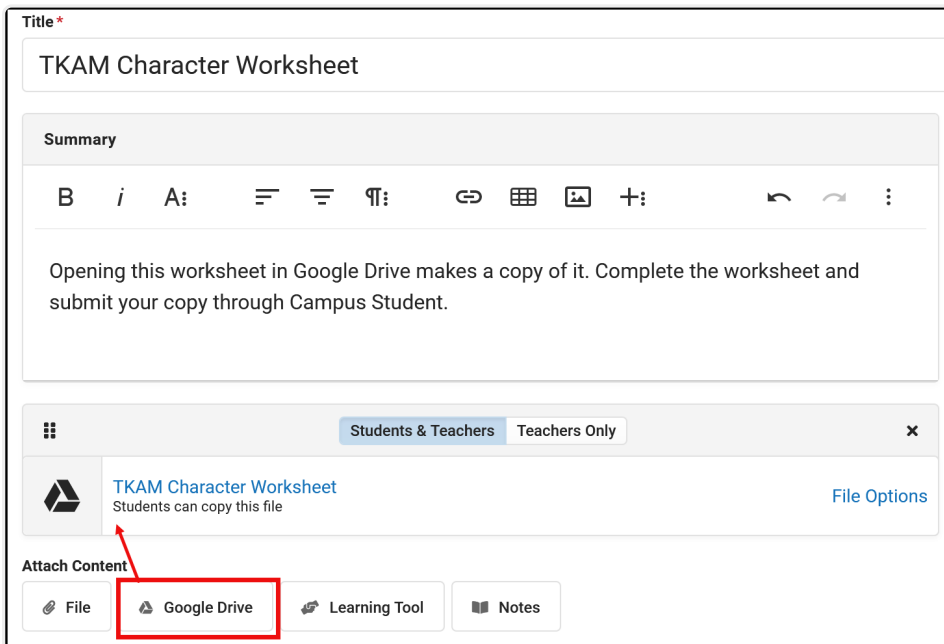 Title*
TKAM Character Worksheet
Summary
B i A
Opening this worksheet in Google Drive makes a copy of it. Complete the worksheet and
submit your copy through Campus Student.
Students & Teachers Teachers Only
TKAM Character Worksheet
Students can copy this file
File Options
Attach Content
File Google Drive Learning Tool Notes